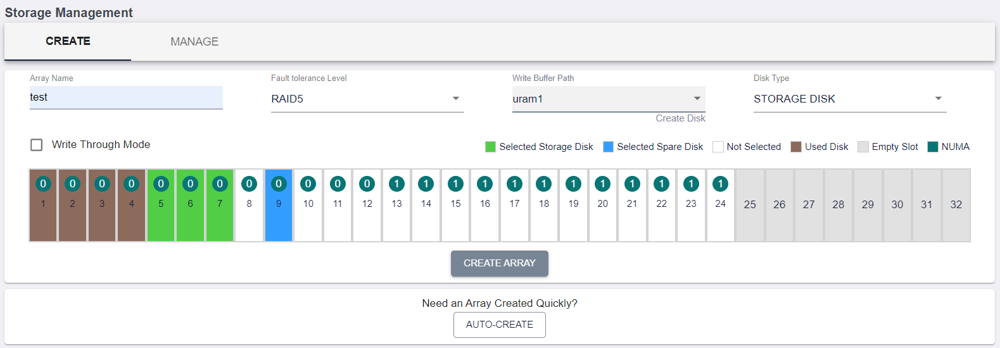 Storage Management
CREATE MANAGE
Array Name Fault tolerance Level Write Buffer Path Disk Type
test RAID5 uram1 STORAGE DISK
Create Disk
Write Through Mode Selected Storage Disk Selected Spare Disk Not Selected Used Disk Empty Slot NUMA
0 0 0 0 0 0 0 0 0 0 0 0 1 1 1 1 1 1 1 1 1 1 1 1
1 2 3 4 5 6 7 8 9 10 11 12 13 14 15 16 17 18 19 20 21 22 23 24 25 26 27 28 29 30 31 32
CREATE ARRAY
Need an Array Created Quickly?
AUTO-CREATE